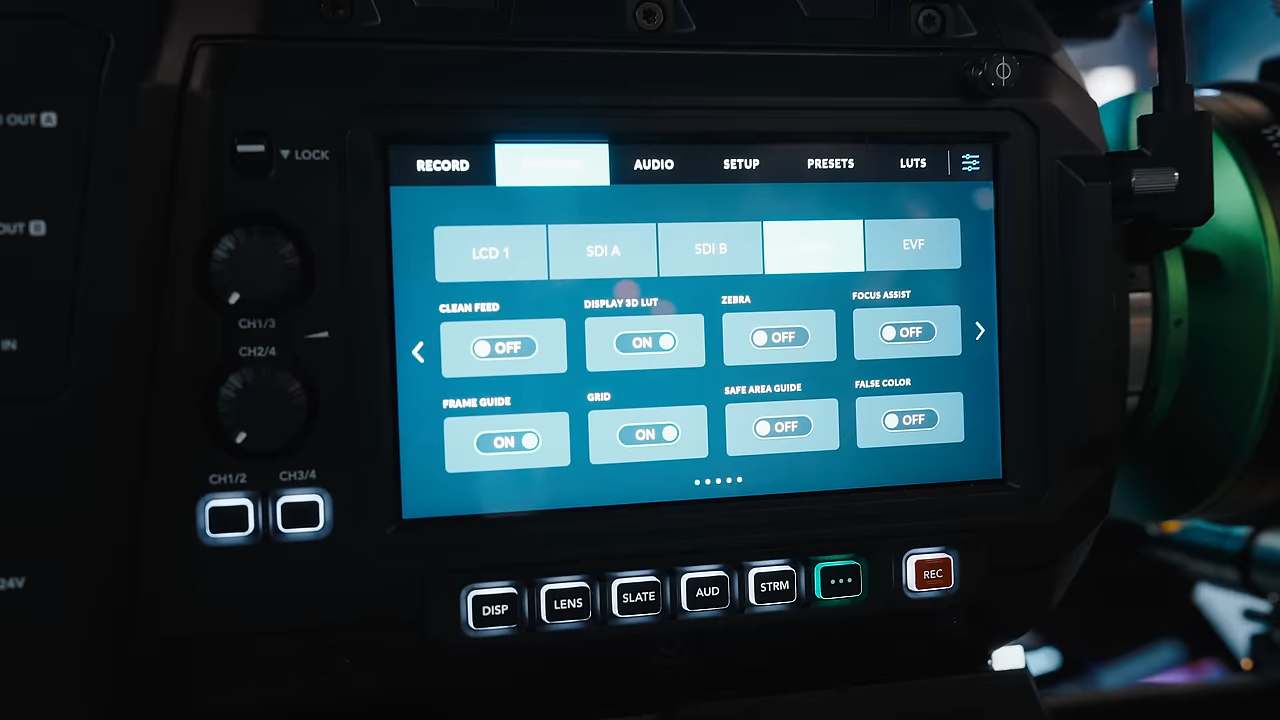 OUT A
LOCK
RECORD
AUDIO
SETUP
PRESETS
LUTS
LCD 1
SDI A
SDI B
EVF
OUT B
CLEAN FEED
DISPLAY 3D LUT
ZEBRA
FOCUS ASSIST
OFF
ON
OFF
OFF
CH1/3
CH2/4
IN
FRAME GUIDE
GRID
SAFE AREA GUIDE
FALSE COLOR
ON
ON
OFF
OFF
CH1/2
CH3/4
24V
DISP
LENS
SLATE
AUD
STRM
REC